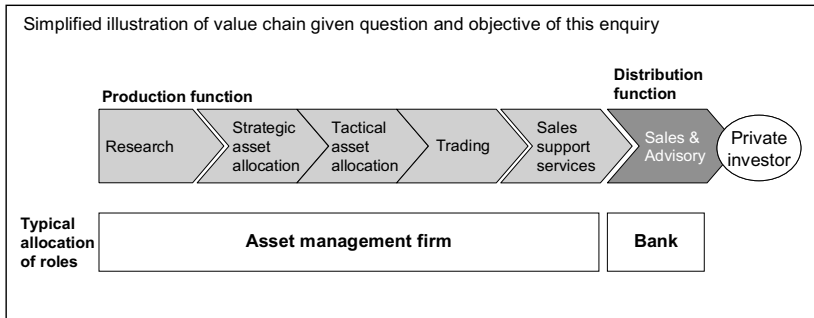 Simplified illustration of value chain given question and objective of this enquiry
Distribution
function
Production function
Research
Strategic
asset
allocation
Tactical
asset
allocation
Trading
Sales
support
services
Sales &
Advisory
Private
investor
Typical
allocation
of roles
Asset management firm
Bank